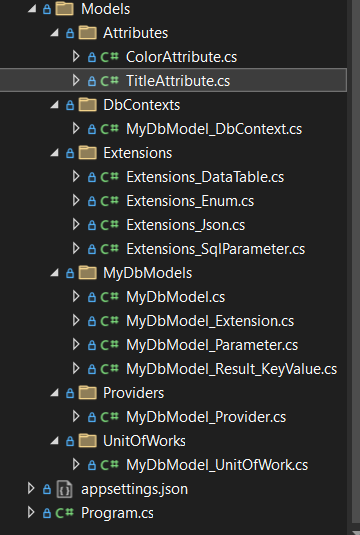 Models
Attributes
C# ColorAttribute.cs
C# TitleAttribute.cs
DbContexts
C# MyDbModel_DbContext.cs
Extensions
C# Extensions_DataTable.cs
C# Extensions_Enum.cs
C# Extensions_Json.cs
C# Extensions_SqlParameter.cs
MyDbModels
C# MyDbModel.cs
C# MyDbModel_Extension.cs
C# MyDbModel_Parameter.cs
C# MyDbModel_Result_KeyValue.cs
Providers
C# MyDbModel_Provider.cs
UnitOfWorks
C# MyDbModel_UnitOfWork.cs
appsettings.json
C# Program.cs